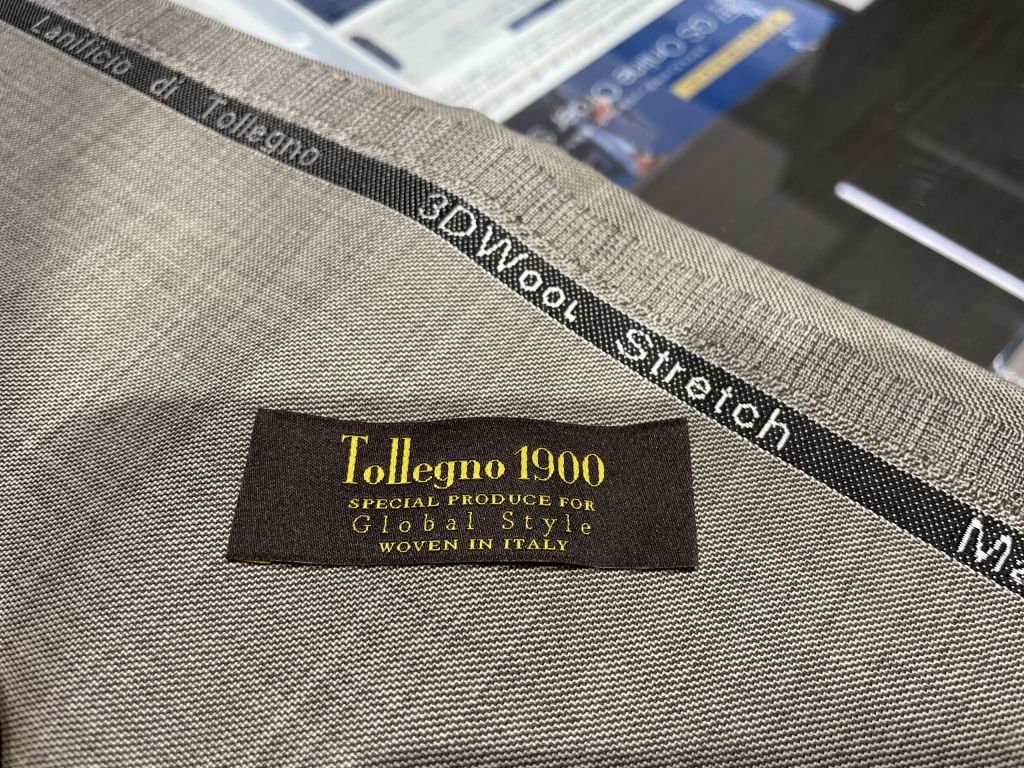 Lanificio di Tollegno 3DWOOL Stretch
Tollegno 1900
SPECIAL PRODUCE FOR
Global Style
WOVEN IN ITALY